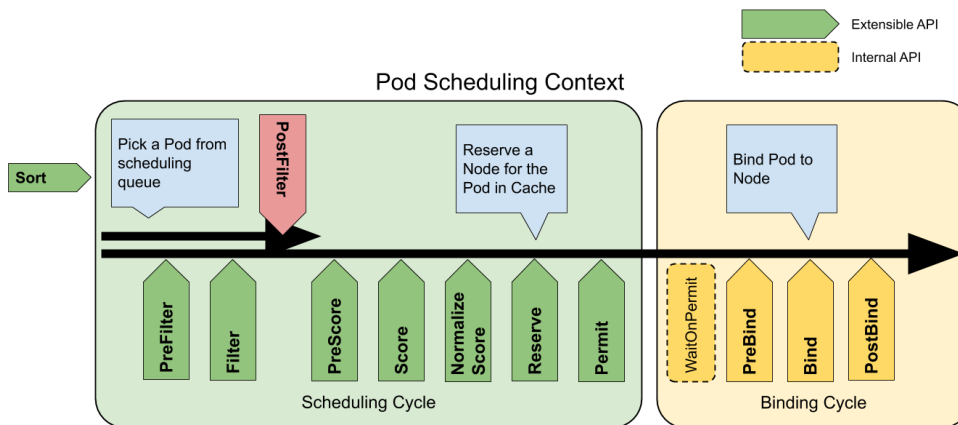 Extensible API
Internal API
Pod Scheduling Context
Pick a Pod from
scheduling
queue
PostFilter
Reserve a
Node for the
Pod in Cache
Bind Pod to
Node
Sort
PreFilter
Filter
PreScore
Score
Normalize
Score
Reserve
Permit
WaitOnPermit
PreBind
Bind
PostBind
Scheduling Cycle
Binding Cycle